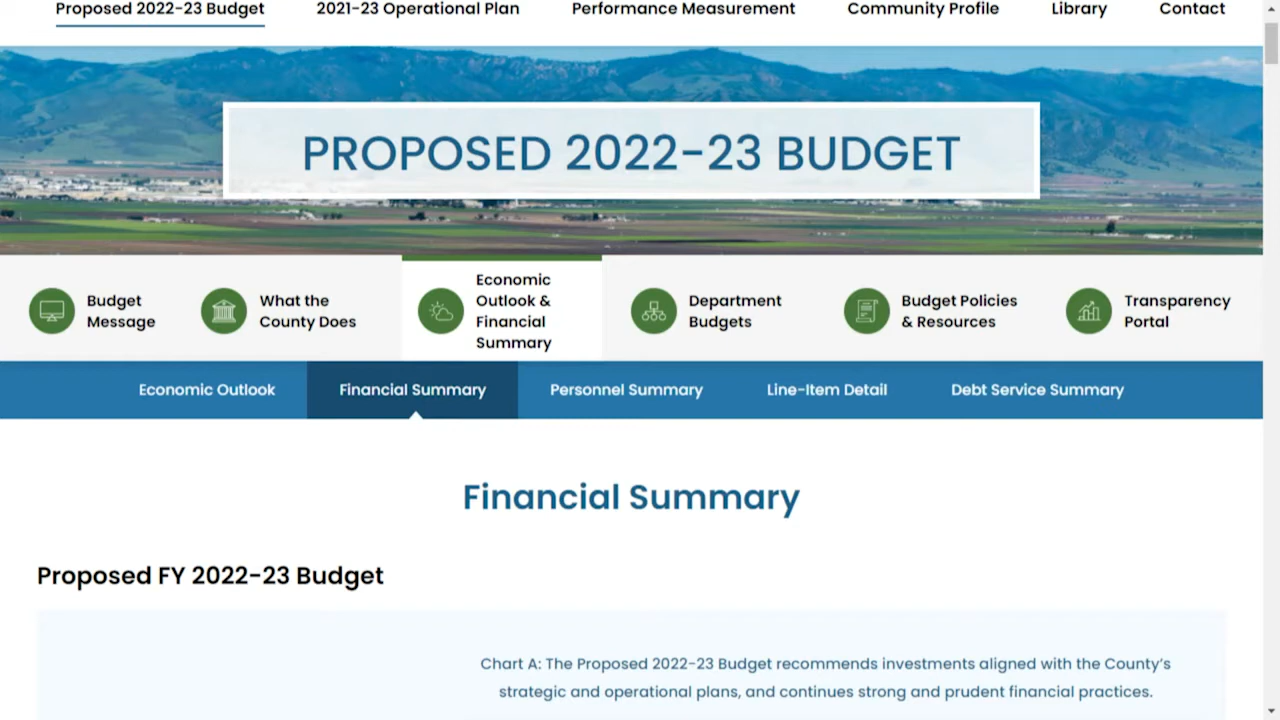 Proposed 2022-23 Budget
2021-23 Operational Plan
Performance Measurement
Community Profile
Library
Contact
PROPOSED 2022-23 BUDGET
Budget
Message
What the
County Does
Economic
Outlook &
Financial
Summary
Department
Budgets
Budget Policies
& Resources
Transparency
Portal
Economic Outlook
Financial Summary
Personnel Summary
Line-Item Detail
Debt Service Summary
Financial Summary
Proposed FY 2022-23 Budget
Chart A: The Proposed 2022-23 Budget recommends investments aligned with the County's
strategic and operational plans, and continues strong and prudent financial practices.